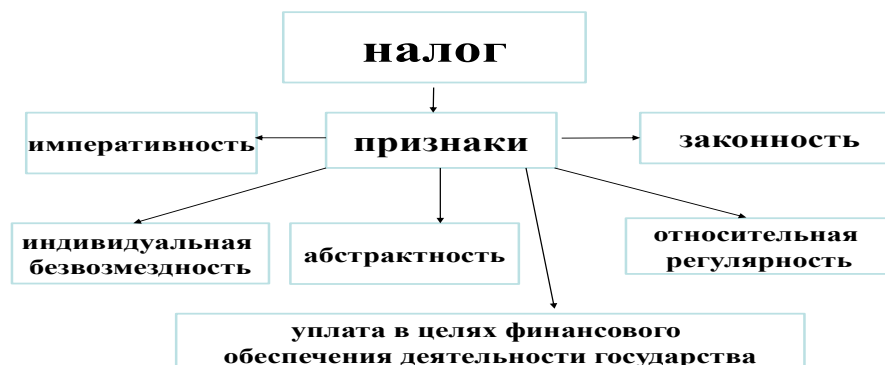 налог
императивность
признаки
законность
индивидуальная
безвозмездность
абстрактность
относительная
регулярность
уплата в целях финансового
обеспечения деятельности государства